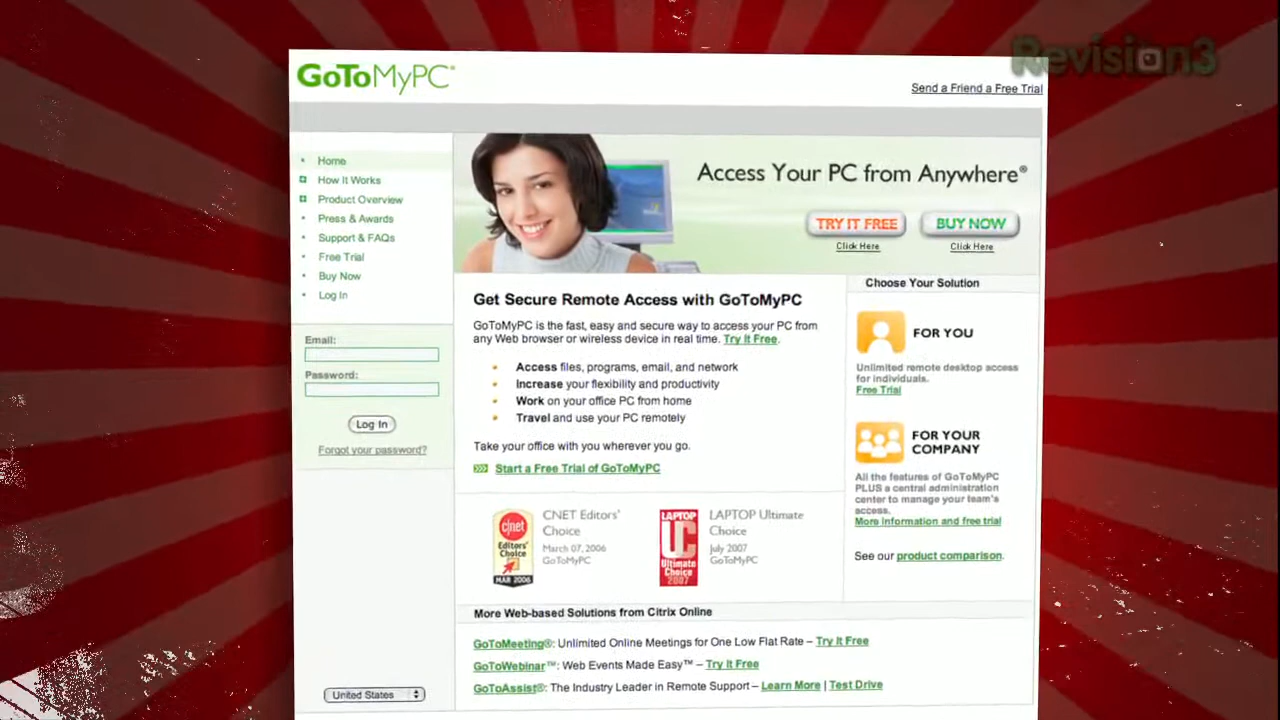 Revision3
GoToMyPC®
Send a Friend a Free Trial
Home
How It Works
Product Overview
Press & Awards
Support & FAQs
Free Trial
Buy Now
Log In
Email:
Password:
Log In
Forgot your password?
United States
Access Your PC from Anywhere®
TRY IT FREE
Click Here
BUY NOW
Click Here
Get Secure Remote Access with GoToMyPC
GoToMyPC is the fast, easy and secure way to access your PC from
any Web browser or wireless device in real time. Try It Free.
Access files, programs, email, and network
Increase your flexibility and productivity
Work on your office PC from home
Travel and use your PC remotely
Take your office with you wherever you go.
Start a Free Trial of GoToMyPC
cnet
Editors'
Choice
MAR 2006
CNET Editors'
Choice
March 07, 2006
GoToMyPC
LAPTOP
UC
Ultimate
Choice
2007
LAPTOP Ultimate
Choice
July 2007
GoToMyPC
Choose Your Solution
FOR YOU
Unlimited remote desktop access
for individuals.
Free Trial
FOR YOUR
COMPANY
All the features of GoToMyPC
PLUS a central administration
center to manage your team's
access.
More information and free trial
See our product comparison.
More Web-based Solutions from Citrix Online
GoToMeeting®: Unlimited Online Meetings for One Low Flat Rate – Try It Free
GoToWebinar™: Web Events Made Easy™ – Try It Free
GoToAssist®: The Industry Leader in Remote Support – Learn More | Test Drive